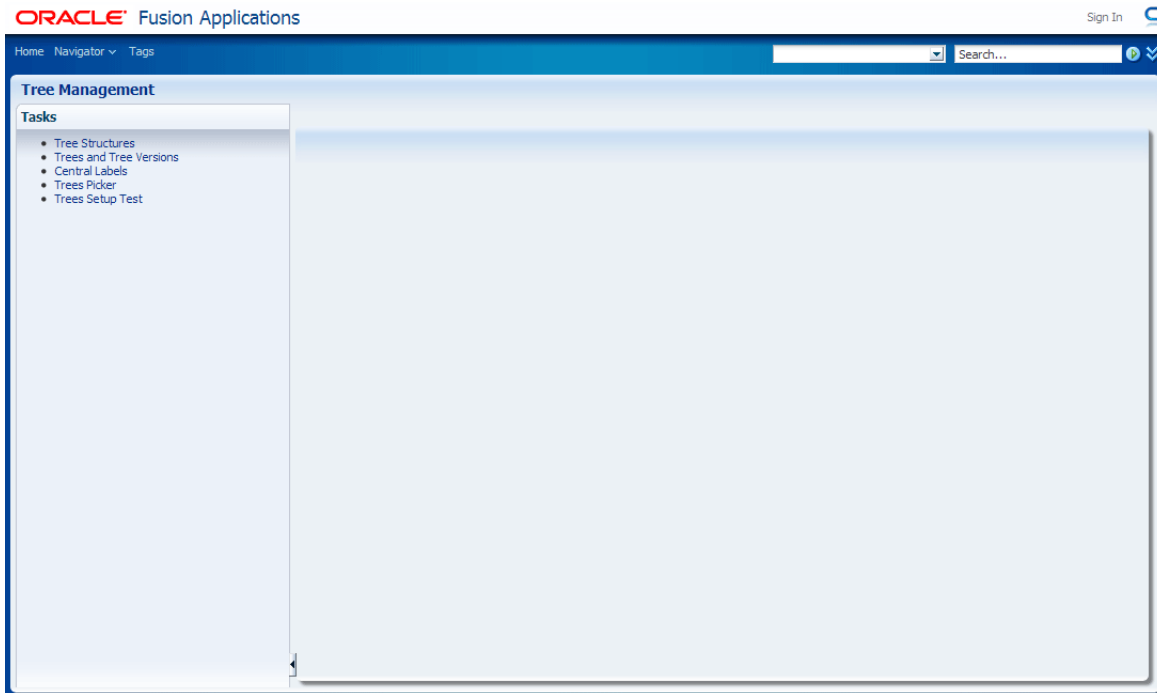 ORACLE Fusion Applications
Sign In
Home Navigator Tags
Search...
Tree Management
Tasks
Tree Structures
Trees and Tree Versions
Central Labels
Trees Picker
Trees Setup Test